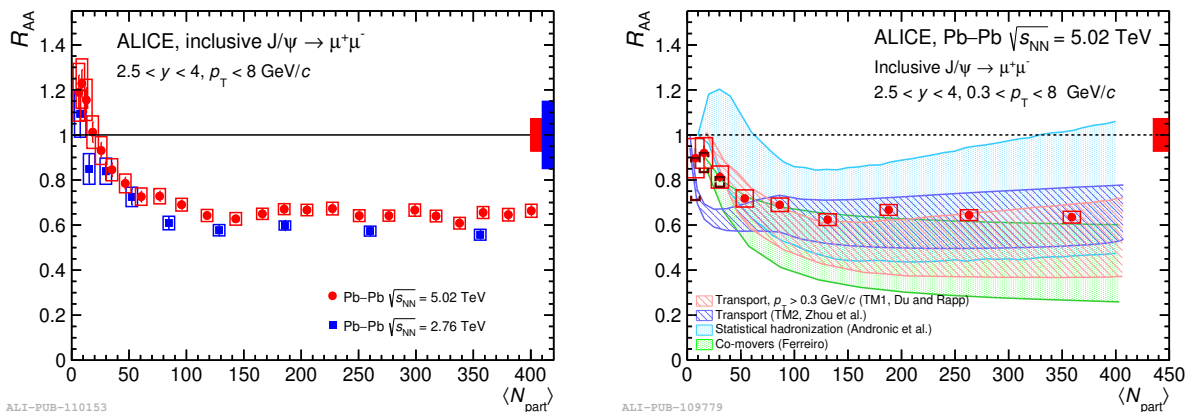 R_AA
1.4
1.2
1
0.8
0.6
0.4
0.2
0
ALICE, inclusive J/ψ → μ⁺μ⁻
2.5 < y < 4, p_T < 8 GeV/c
Pb–Pb √s_NN = 5.02 TeV
Pb–Pb √s_NN = 2.76 TeV
0 50 100 150 200 250 300 350 400
⟨N_part⟩
ALI-PUB-110153
R_AA
1.4
1.2
1
0.8
0.6
0.4
0.2
0
ALICE, Pb–Pb √s_NN = 5.02 TeV
Inclusive J/ψ → μ⁺μ⁻
2.5 < y < 4, 0.3 < p_T < 8 GeV/c
Transport, p_T > 0.3 GeV/c (TM1, Du and Rapp)
Transport (TM2, Zhou et al.)
Statistical hadronization (Andronic et al.)
Co-movers (Ferreiro)
0 50 100 150 200 250 300 350 400 450
⟨N_part⟩
ALI-PUB-109779